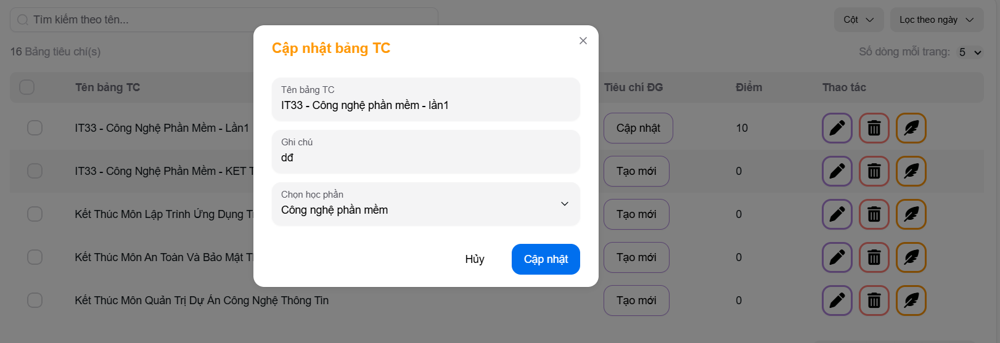 Tìm kiếm theo tên...
Cột
Lọc theo ngày
16 Bảng tiêu chí(s)
Số dòng mỗi trang: 5
Tên bảng TC
Tiêu chí ĐG
Điểm
Thao tác
IT33 - Công Nghệ Phần Mềm - Lần1
Cập nhật
10
IT33 - Công Nghệ Phần Mềm - KET
Tạo mới
0
Kết Thúc Môn Lập Trình Ứng Dụng
Tạo mới
0
Kết Thúc Môn An Toàn Và Bảo Mật
Tạo mới
0
Kết Thúc Môn Quản Trị Dự Án Công Nghệ Thông Tin
Tạo mới
0
Cập nhật bảng TC
Tên bảng TC
IT33 - Công nghệ phần mềm - lần1
Ghi chú
dđ
Chọn học phần
Công nghệ phần mềm
Hủy
Cập nhật